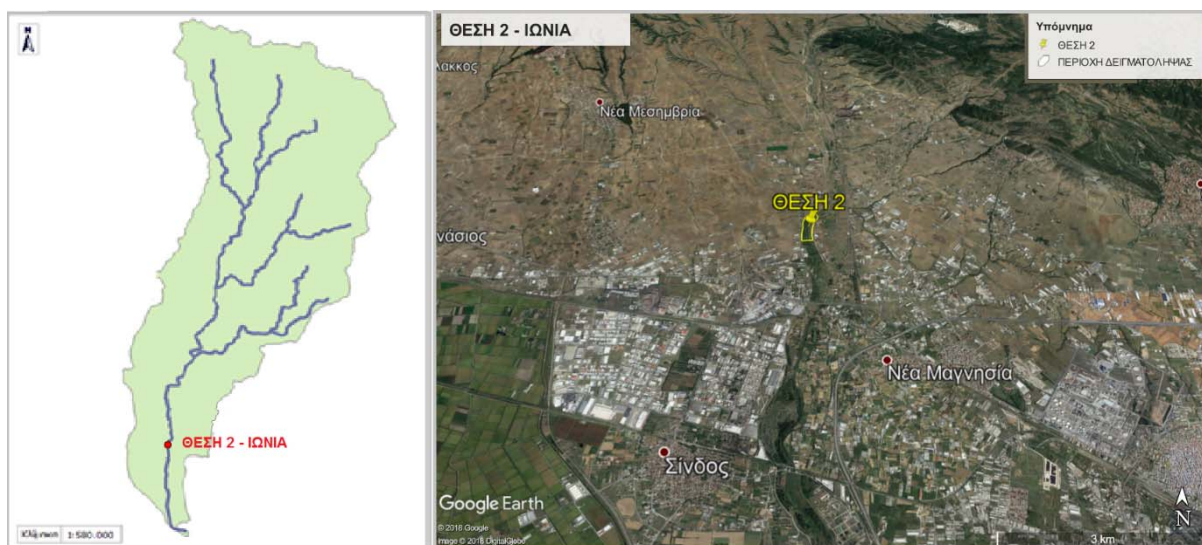 N
ΘΕΣΗ 2 - ΙΩΝΙΑ
Κλίμακα 1:580.000
ΘΕΣΗ 2 - ΙΩΝΙΑ
Υπόμνημα
ΘΕΣΗ 2
ΠΕΡΙΟΧΗ ΔΕΙΓΜΑΤΟΛΗΨΙΑΣ
λακκός
Νέα Μεσημβρία
ΘΕΣΗ 2
νάσιος
Νέα Μαγνησία
Σίνδος
Google Earth
© 2018 Google
Image © 2018 DigitalGlobe
N
3 km